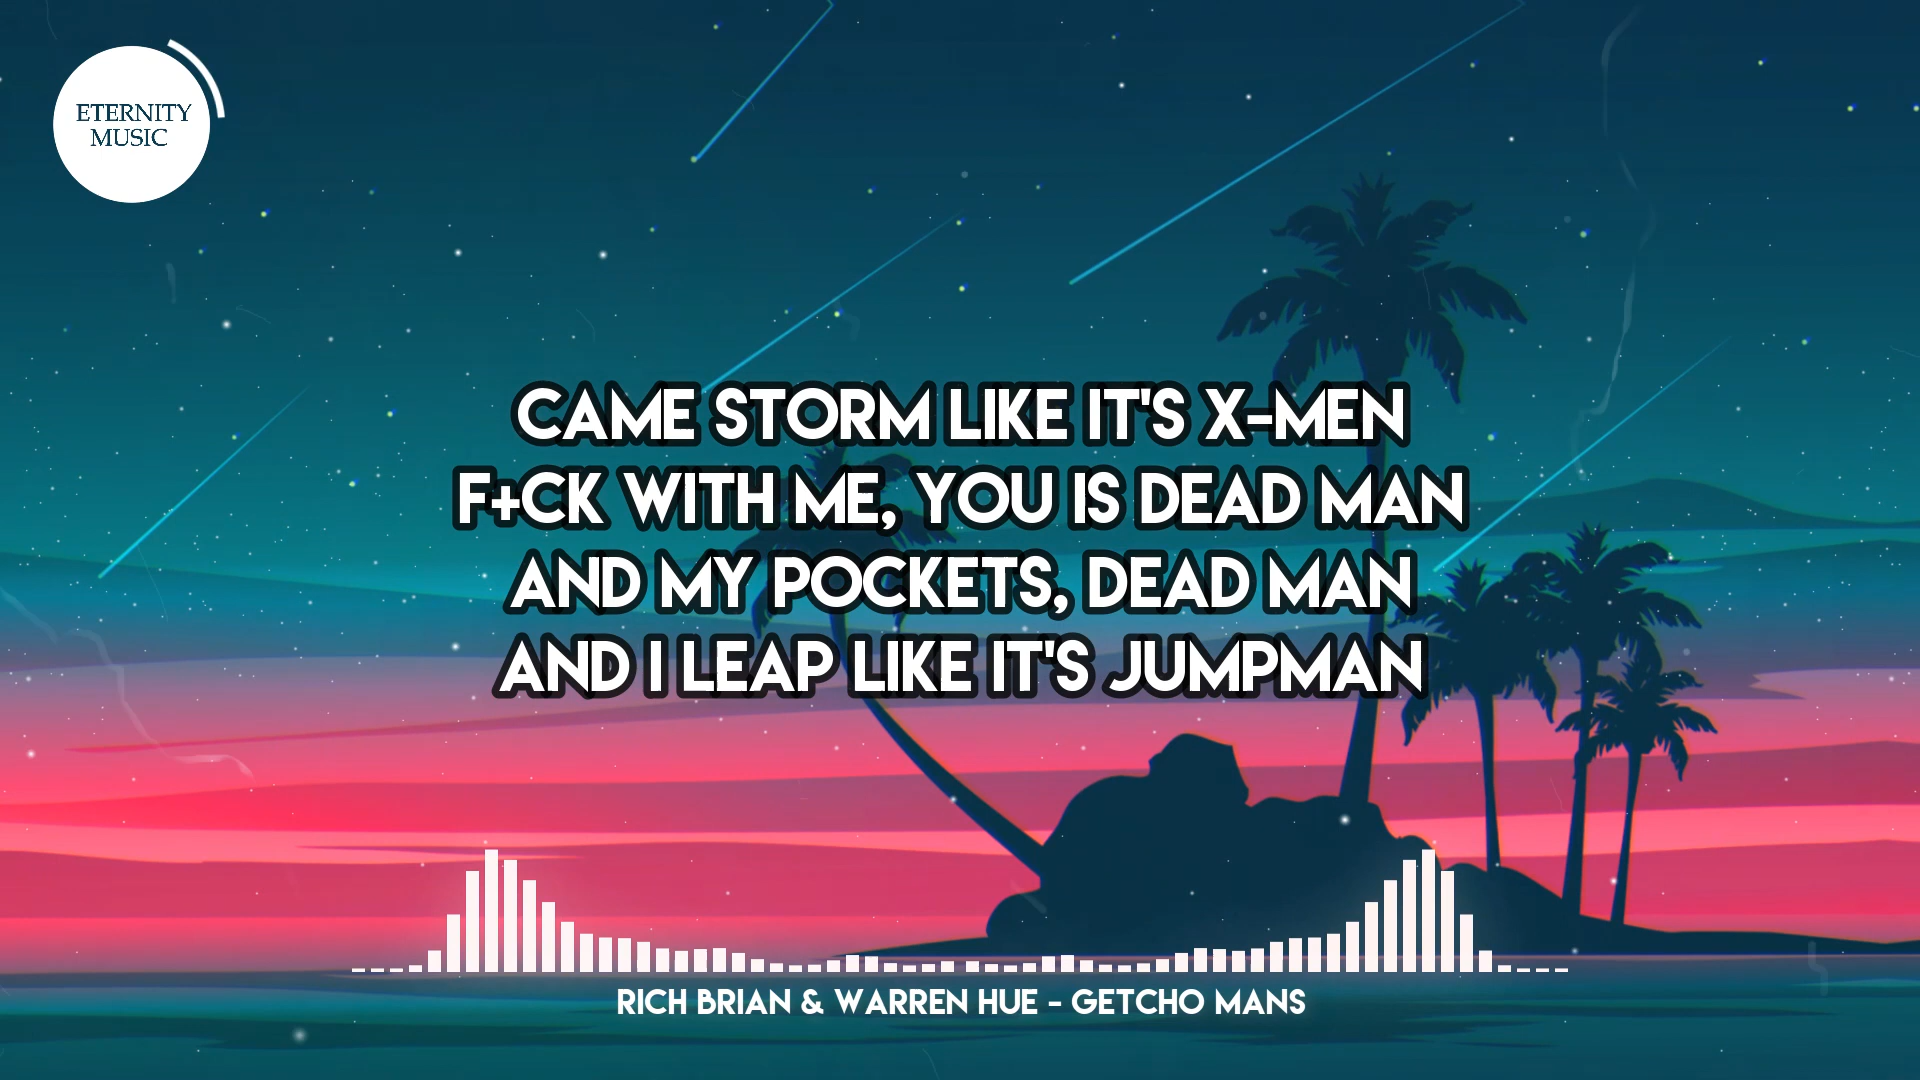 ETERNITY
MUSIC
CAME STORM LIKE IT'S X-MEN
F+CK WITH ME, YOU IS DEAD MAN
AND MY POCKETS, DEAD MAN
AND I LEAP LIKE IT'S JUMPMAN
RICH BRIAN & WARREN HUE - GETCHO MANS